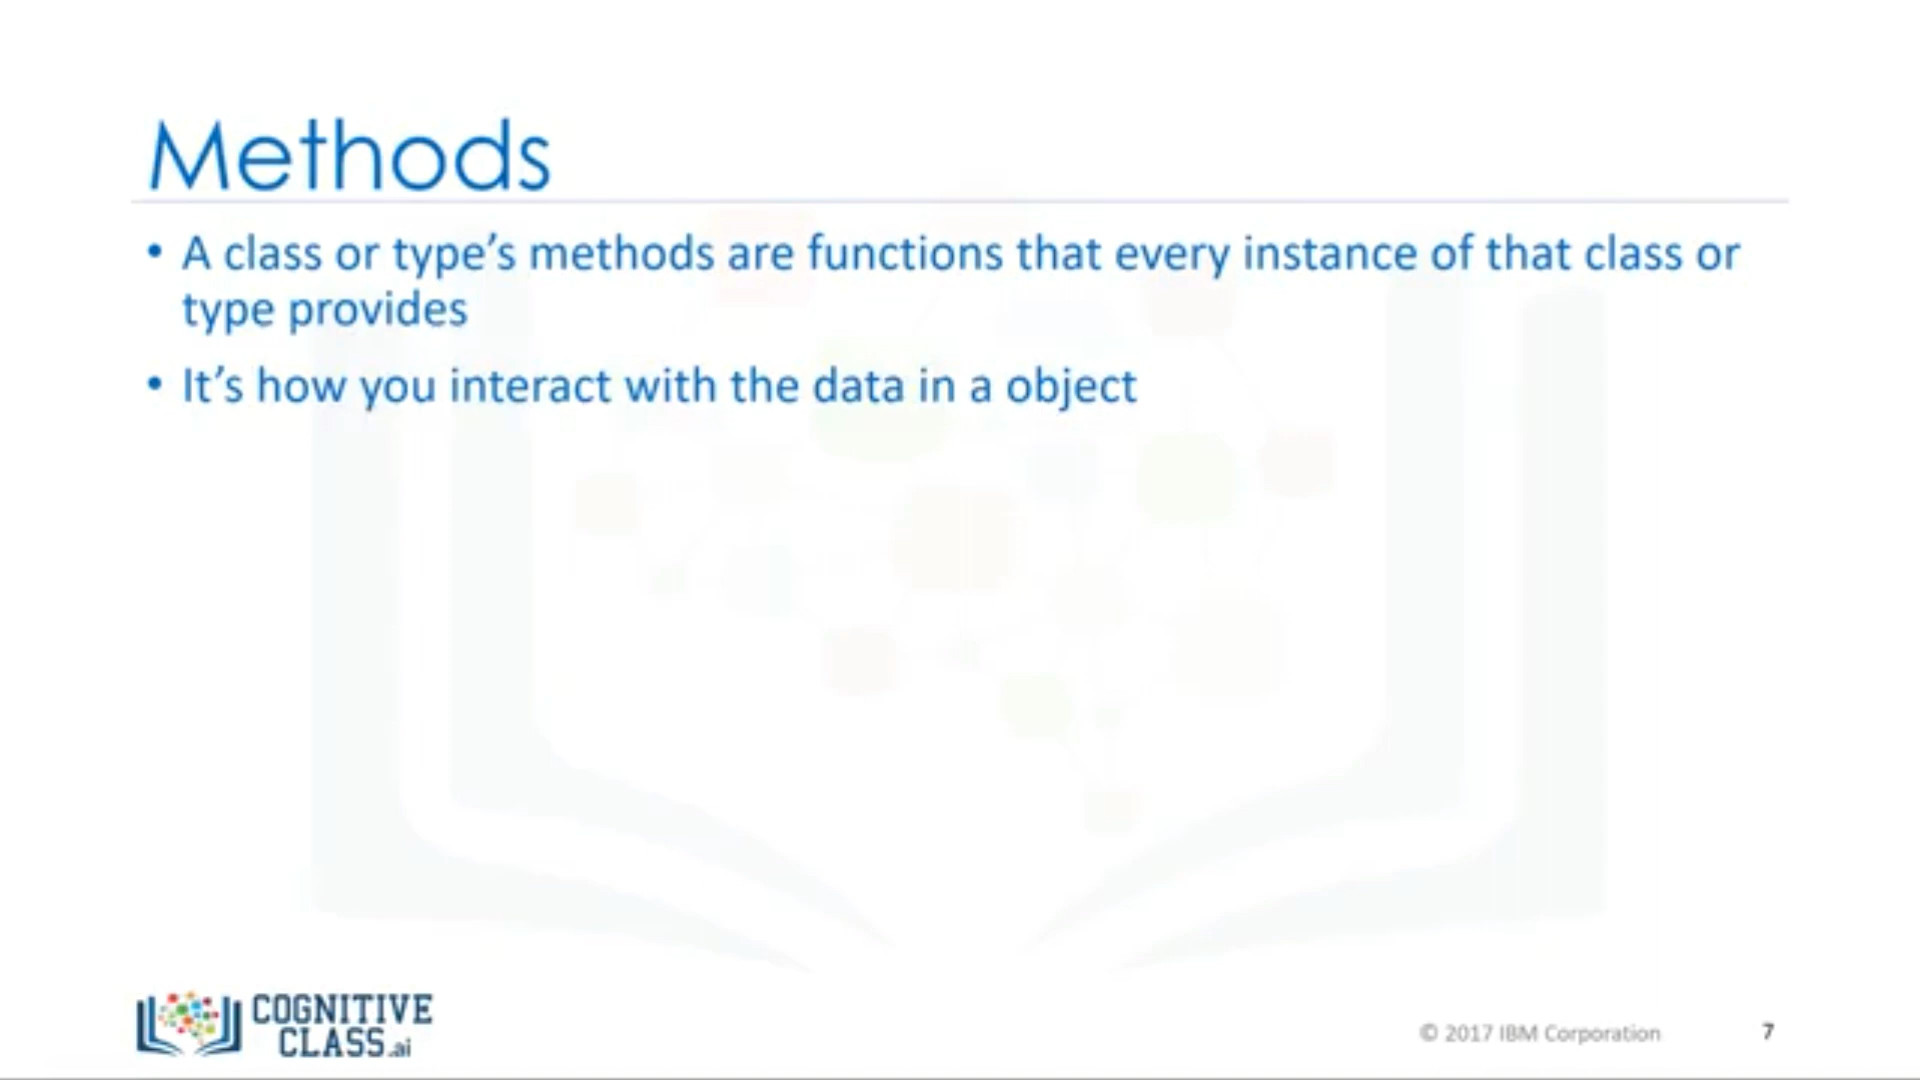 Methods
• A class or type’s methods are functions that every instance of that class or
type provides
• It’s how you interact with the data in a object
COGNITIVE
CLASS.ai
© 2017 IBM Corporation 7